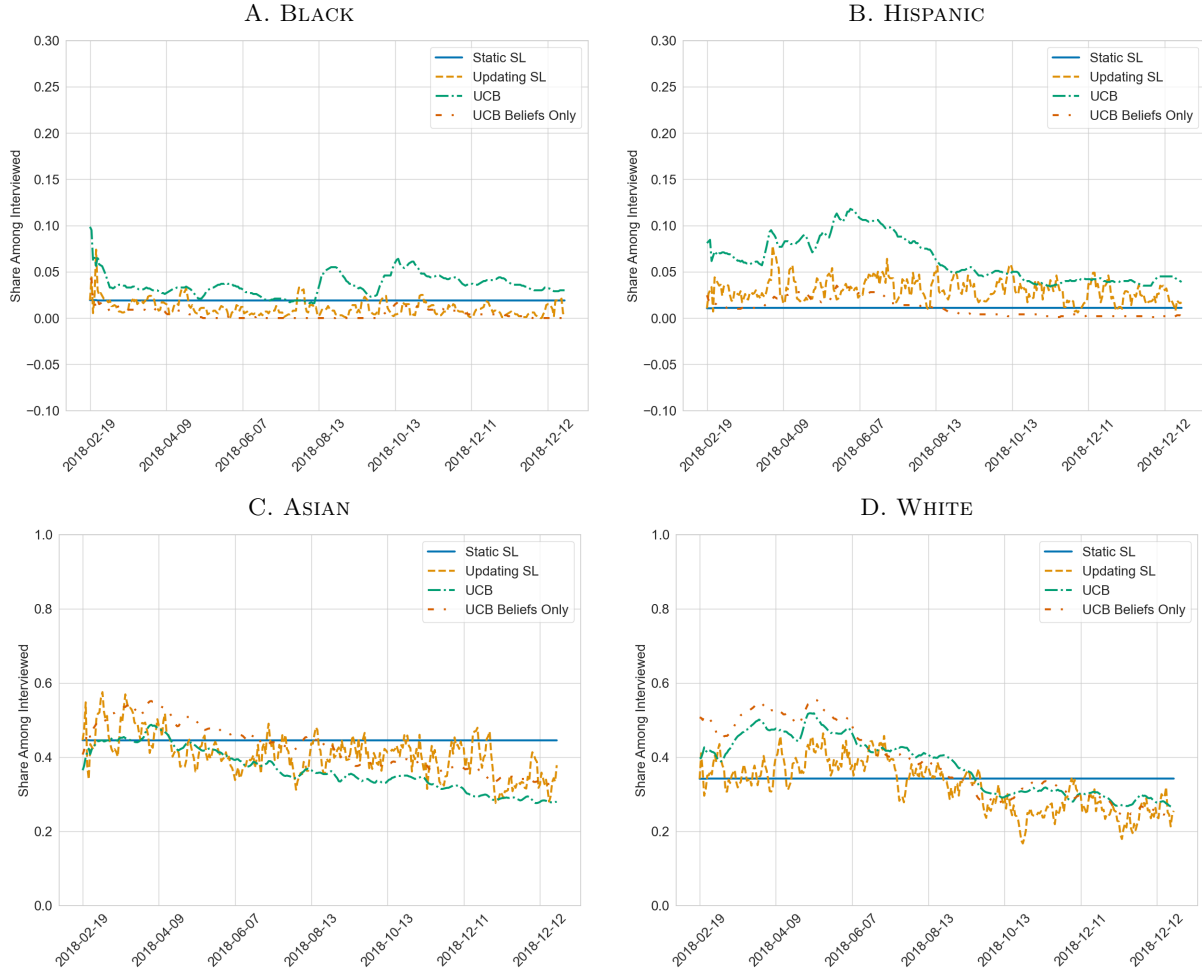 A. Black
0.30
0.25
0.20
0.15
0.10
0.05
0.00
−0.05
−0.10
Share Among Interviewed
Static SL
Updating SL
UCB
UCB Beliefs Only
2018-02-19
2018-04-09
2018-06-07
2018-08-13
2018-10-13
2018-12-11
2018-12-12
B. Hispanic
0.30
0.25
0.20
0.15
0.10
0.05
0.00
−0.05
−0.10
Share Among Interviewed
Static SL
Updating SL
UCB
UCB Beliefs Only
2018-02-19
2018-04-09
2018-06-07
2018-08-13
2018-10-13
2018-12-11
2018-12-12
C. Asian
1.0
0.8
0.6
0.4
0.2
0.0
Share Among Interviewed
Static SL
Updating SL
UCB
UCB Beliefs Only
2018-02-19
2018-04-09
2018-06-07
2018-08-13
2018-10-13
2018-12-11
2018-12-12
D. White
1.0
0.8
0.6
0.4
0.2
0.0
Share Among Interviewed
Static SL
Updating SL
UCB
UCB Beliefs Only
2018-02-19
2018-04-09
2018-06-07
2018-08-13
2018-10-13
2018-12-11
2018-12-12